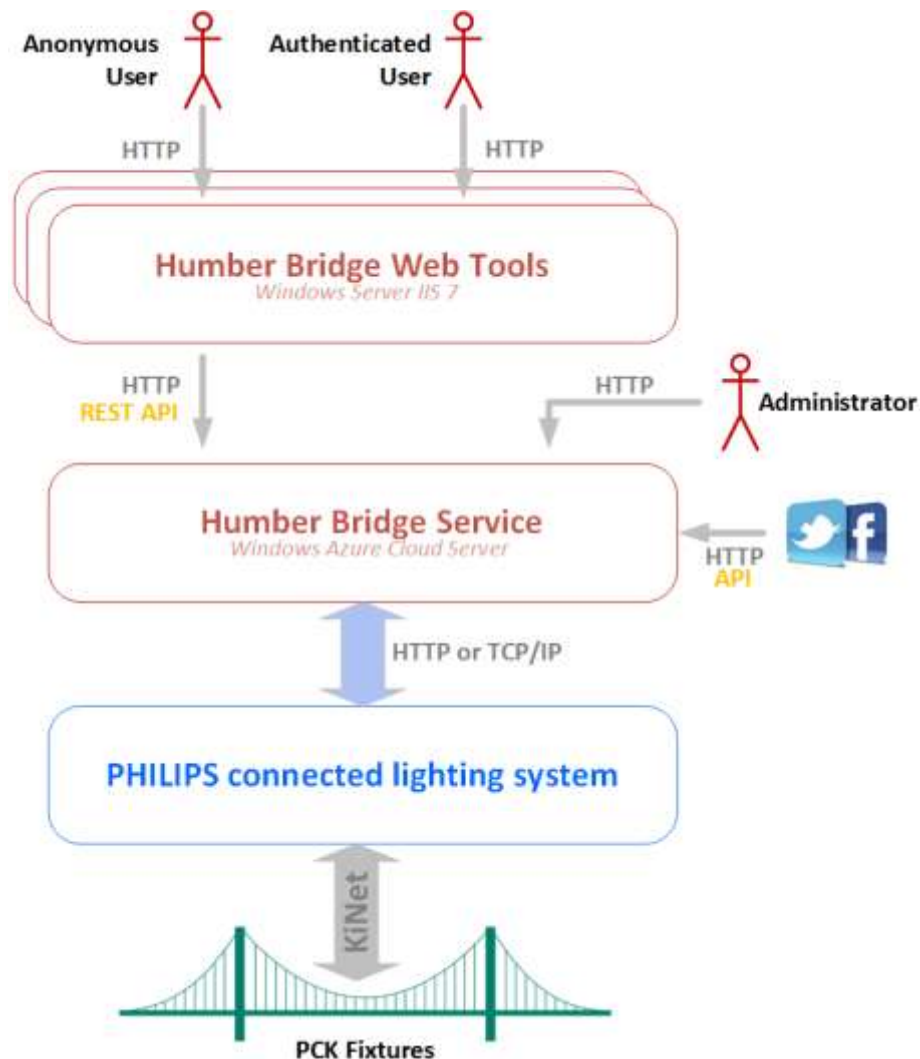 Anonymous
User
Authenticated
User
HTTP
HTTP
Humber Bridge Web Tools
Windows Server IIS 7
HTTP
REST API
HTTP
Administrator
Humber Bridge Service
Windows Azure Cloud Server
f
HTTP
API
HTTP or TCP/IP
PHILIPS connected lighting system
KiNet
PCK Fixtures